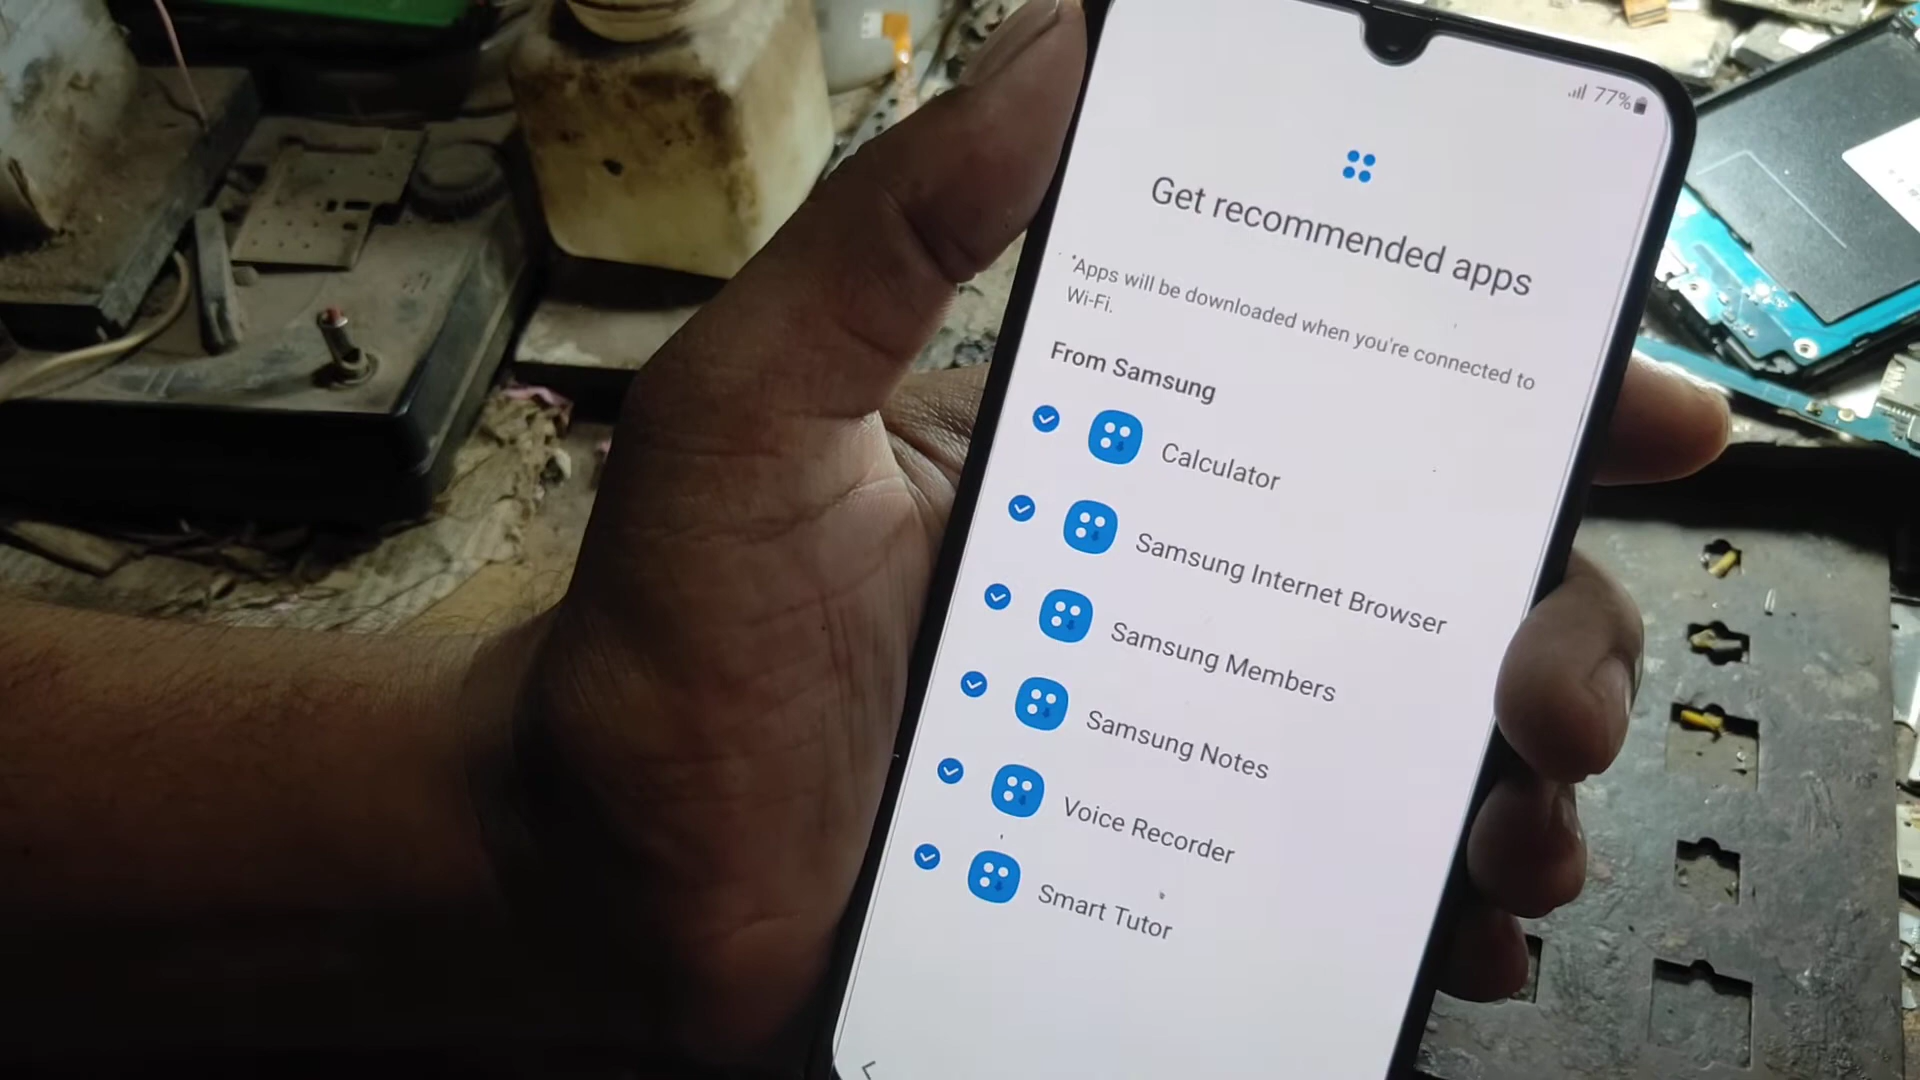 77%
Get recommended apps
*Apps will be downloaded when you're connected to
Wi-Fi.
From Samsung
Calculator
Samsung Internet Browser
Samsung Members
Samsung Notes
Voice Recorder
Smart Tutor